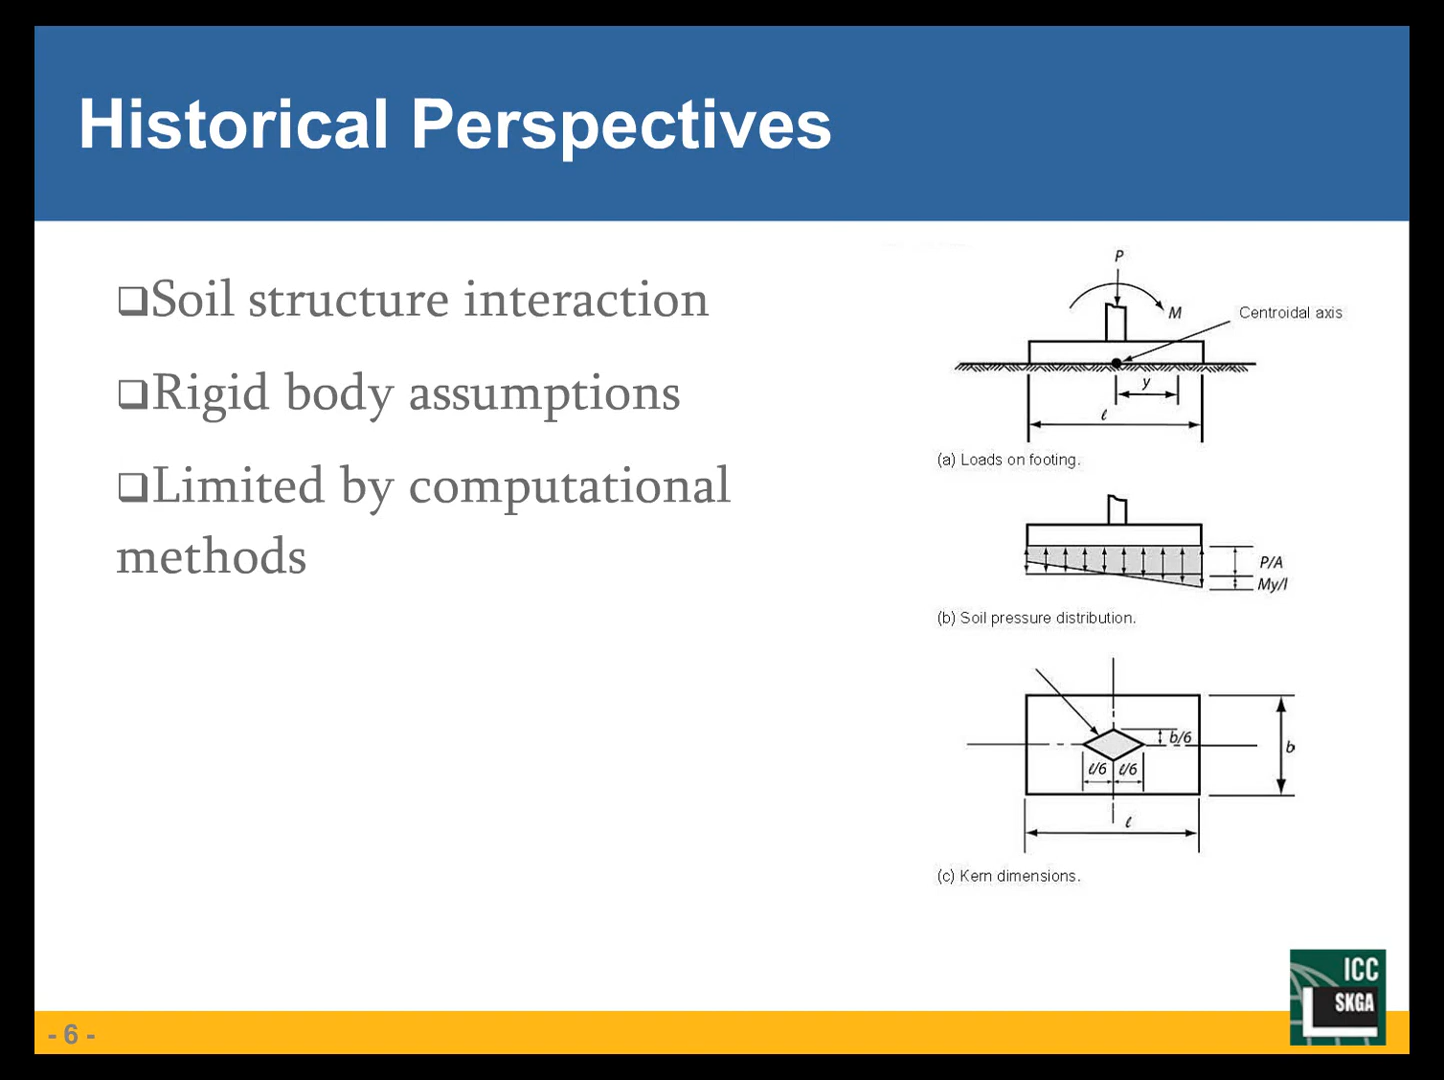 Historical Perspectives
❑Soil structure interaction
❑Rigid body assumptions
❑Limited by computational
methods
P
M
Centroidal axis
y
ℓ
(a) Loads on footing.
P/A
My/I
(b) Soil pressure distribution.
b/6
b
ℓ/6 ℓ/6
ℓ
(c) Kern dimensions.
ICC
SKGA
- 6 -